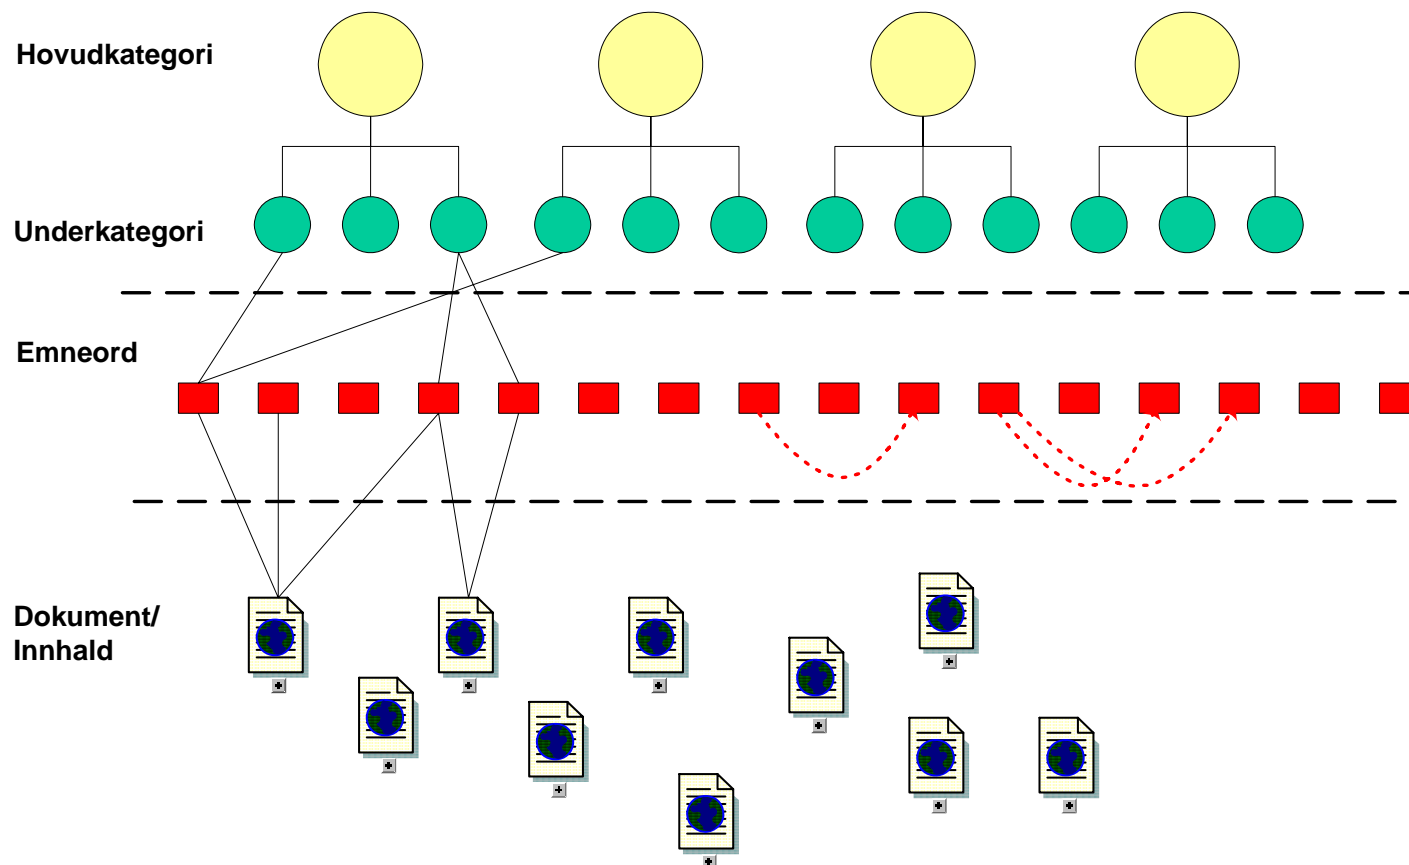 Hovudkategori
Underkategori
Emneord
Dokument/
Innhald